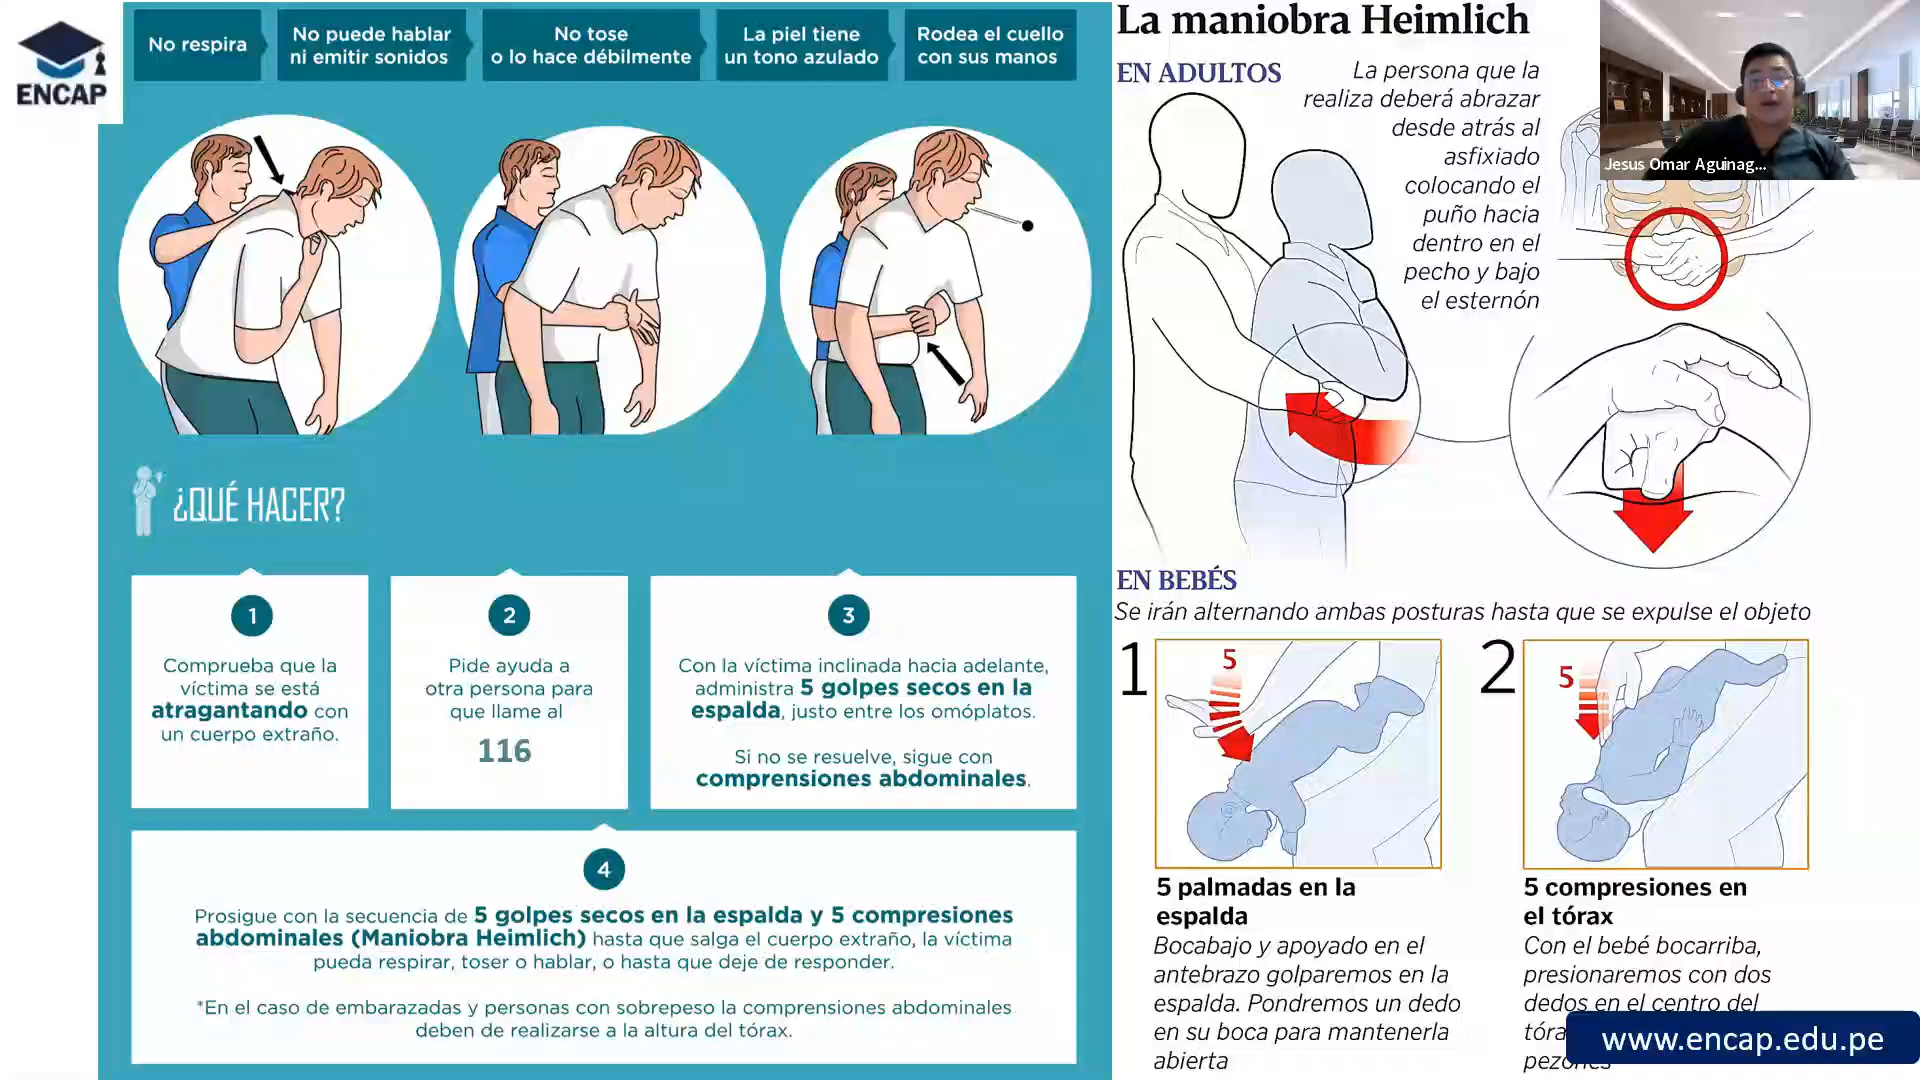 ENCAP
No respira
No puede hablar
ni emitir sonidos
No tose
o lo hace débilmente
La piel tiene
un tono azulado
Rodea el cuello
con sus manos
¿QUÉ HACER?
1
Comprueba que la
víctima se está
atragantando con
un cuerpo extraño.
2
Pide ayuda a
otra persona para
que llame al
116
3
Con la víctima inclinada hacia adelante,
administra 5 golpes secos en la
espalda, justo entre los omóplatos.
Si no se resuelve, sigue con
comprensiones abdominales.
4
Prosigue con la secuencia de 5 golpes secos en la espalda y 5 compresiones
abdominales (Maniobra Heimlich) hasta que salga el cuerpo extraño, la víctima
pueda respirar, toser o hablar, o hasta que deje de responder.
*En el caso de embarazadas y personas con sobrepeso la comprensiones abdominales
deben de realizarse a la altura del tórax.
La maniobra Heimlich
EN ADULTOS
La persona que la
realiza deberá abrazar
desde atrás al
asfixiado
colocando el
puño hacia
dentro en el
pecho y bajo
el esternón
Jesus Omar Aguinag...
EN BEBÉS
Se irán alternando ambas posturas hasta que se expulse el objeto
1
5
5 palmadas en la
espalda
Bocabajo y apoyado en el
antebrazo golparemos en la
espalda. Pondremos un dedo
en su boca para mantenerla
abierta
2
5
5 compresiones en
el tórax
Con el bebé bocarriba,
presionaremos con dos
dedos en el centro del
www.encap.edu.pe